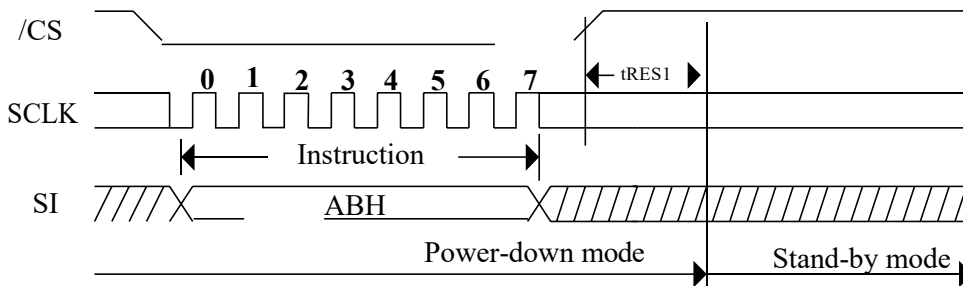 /CS
tRES1
0 1 2 3 4 5 6 7
SCLK
Instruction
SI
ABH
Power-down mode
Stand-by mode